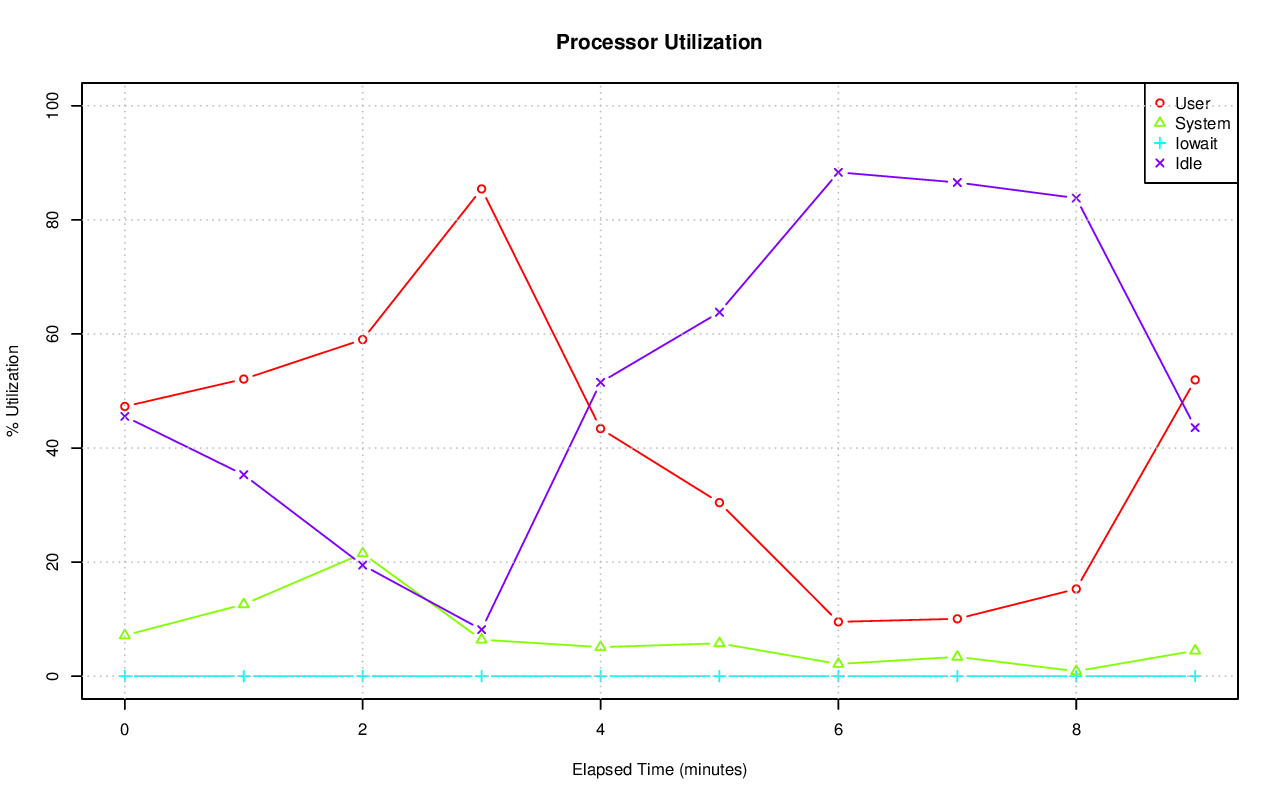 Processor Utilization
% Utilization
100
80
60
40
20
0
User
System
Iowait
Idle
0 2 4 6 8
Elapsed Time (minutes)